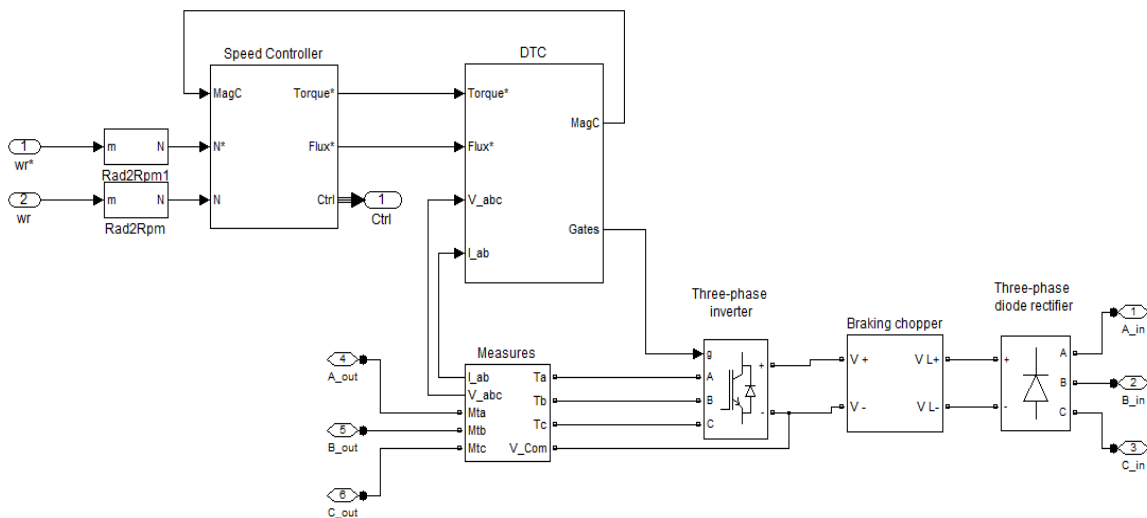 Speed Controller
MagC
Torque*
N*
Flux*
N
Ctrl
1
wr*
m
N
Rad2Rpm1
2
wr
m
N
Rad2Rpm
1
Ctrl
DTC
Torque*
MagC
Flux*
V_abc
Gates
I_ab
Measures
I_ab
Ta
V_abc
Tb
Mta
Mtb
Tc
Mtc
V_Com
4
A_out
5
B_out
6
C_out
Three-phase
inverter
g
+
A
B
-
C
Braking chopper
V +
V L+
V -
V L-
Three-phase
diode rectifier
+
A
B
-
C
1
A_in
2
B_in
3
C_in